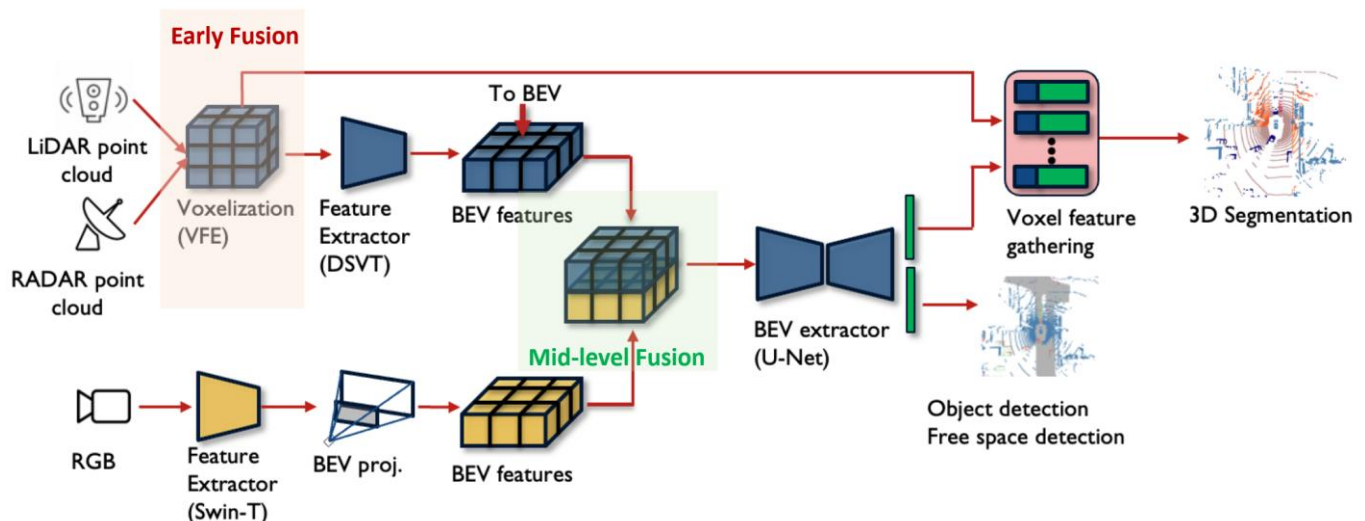 Early Fusion
LiDAR point
cloud
RADAR point
cloud
Voxelization
(VFE)
Feature
Extractor
(DSVT)
To BEV
BEV features
Mid-level Fusion
RGB
Feature
Extractor
(Swin-T)
BEV proj.
BEV features
BEV extractor
(U-Net)
Voxel feature
gathering
3D Segmentation
Object detection
Free space detection